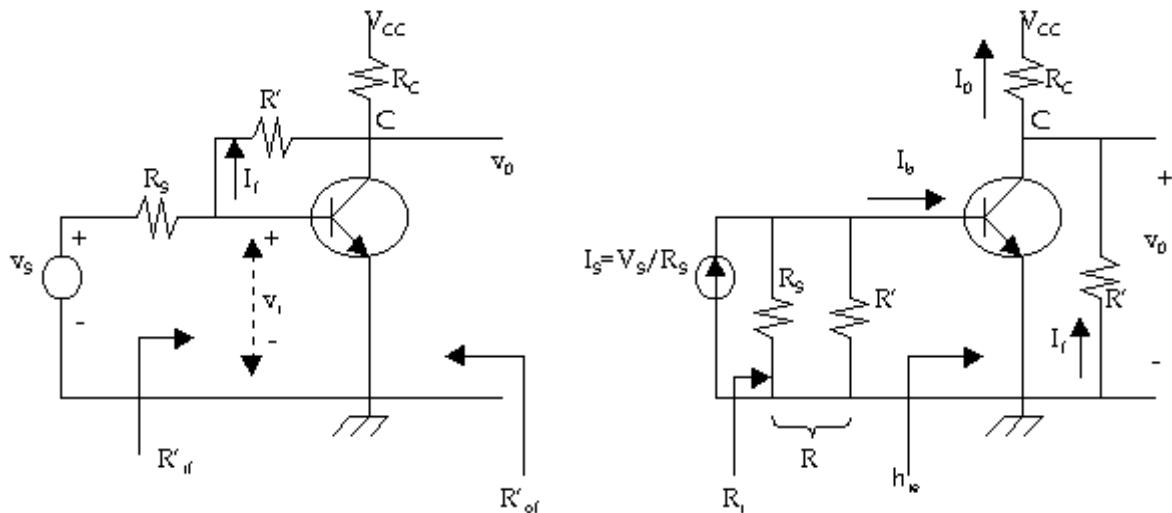 V_CC
R_C
R'
C
I_f
v_0
R_S
+
+
v_S
v_i
-
-
R'_if
R'_of
V_CC
I_0
R_C
C
I_b
+
I_S=V_S/R_S
R_S
R'
v_0
R'
I_f
-
R_i
R
h_ie